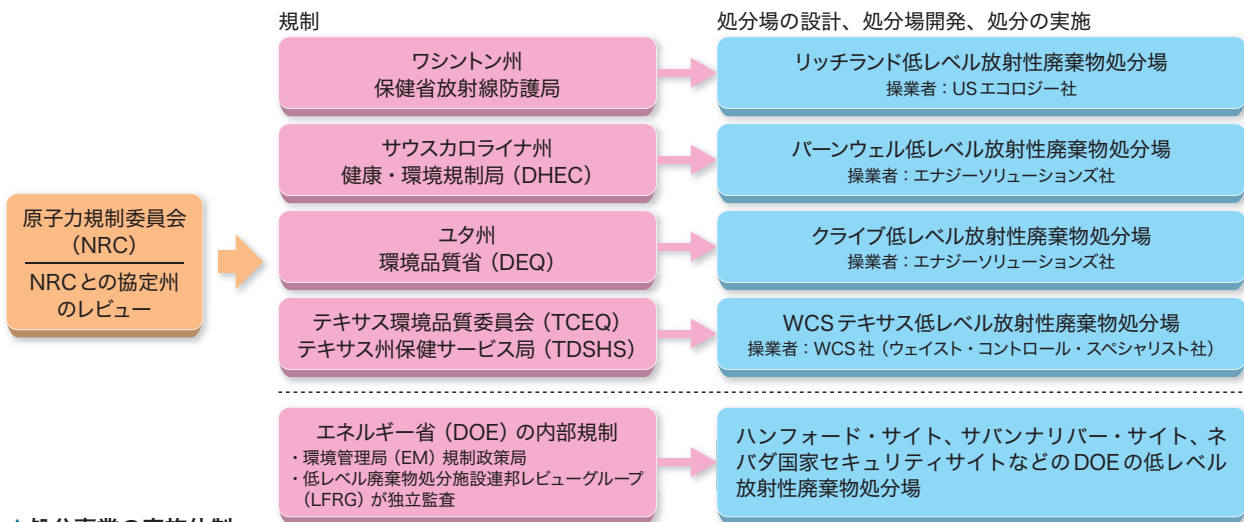 規制
処分場の設計、処分場開発、処分の実施
原子力規制委員会
(NRC)
NRCとの協定州
のレビュー
ワシントン州
保健省放射線防護局
リッチランド低レベル放射性廃棄物処分場
操業者：USエコロジー社
サウスカロライナ州
健康・環境規制局（DHEC）
バーンウェル低レベル放射性廃棄物処分場
操業者：エナジーソリューションズ社
ユタ州
環境品質省（DEQ）
クライブ低レベル放射性廃棄物処分場
操業者：エナジーソリューションズ社
テキサス環境品質委員会（TCEQ）
テキサス州保健サービス局（TDSHS）
WCSテキサス低レベル放射性廃棄物処分場
操業者：WCS社（ウェイスト・コントロール・スペシャリスト社）
エネルギー省（DOE）の内部規制
・環境管理局（EM）規制政策局
・低レベル廃棄物処分施設連邦レビューグループ
（LFRG）が独立監査
ハンフォード・サイト、サバンナリバー・サイト、ネ
バダ国家セキュリティサイトなどのDOEの低レベル
放射性廃棄物処分場